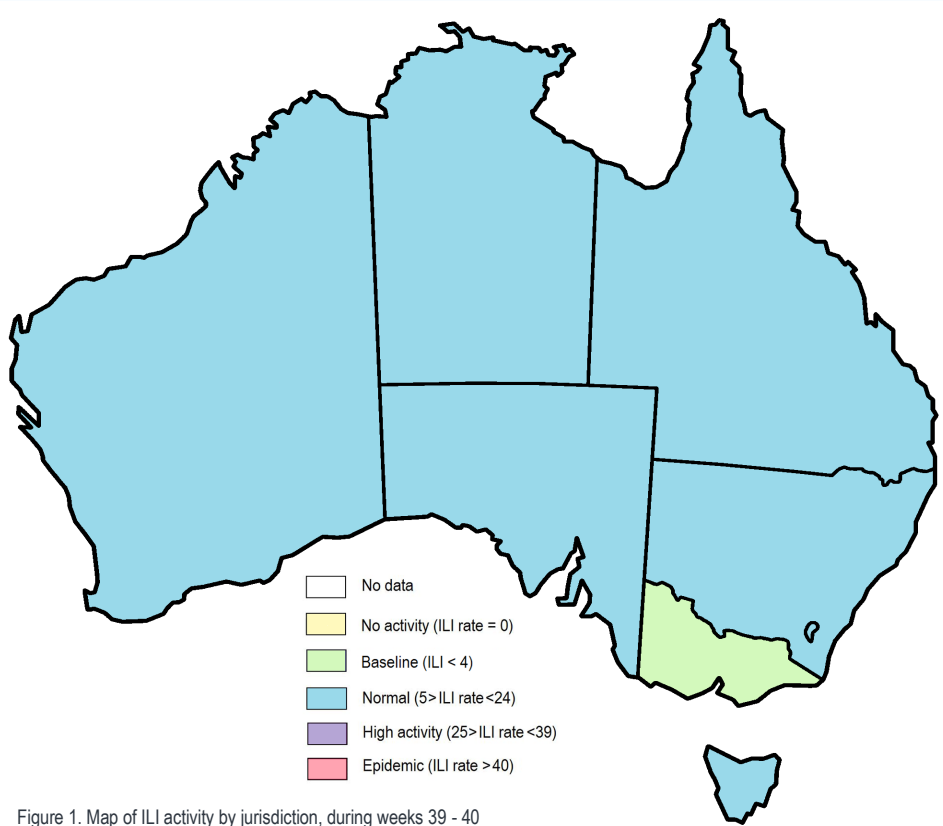 No data
No activity (ILI rate = 0)
Baseline (ILI < 4)
Normal (5>ILI rate<24)
High activity (25>ILI rate<39)
Epidemic (ILI rate >40)
Figure 1. Map of ILI activity by jurisdiction, during weeks 39 - 40